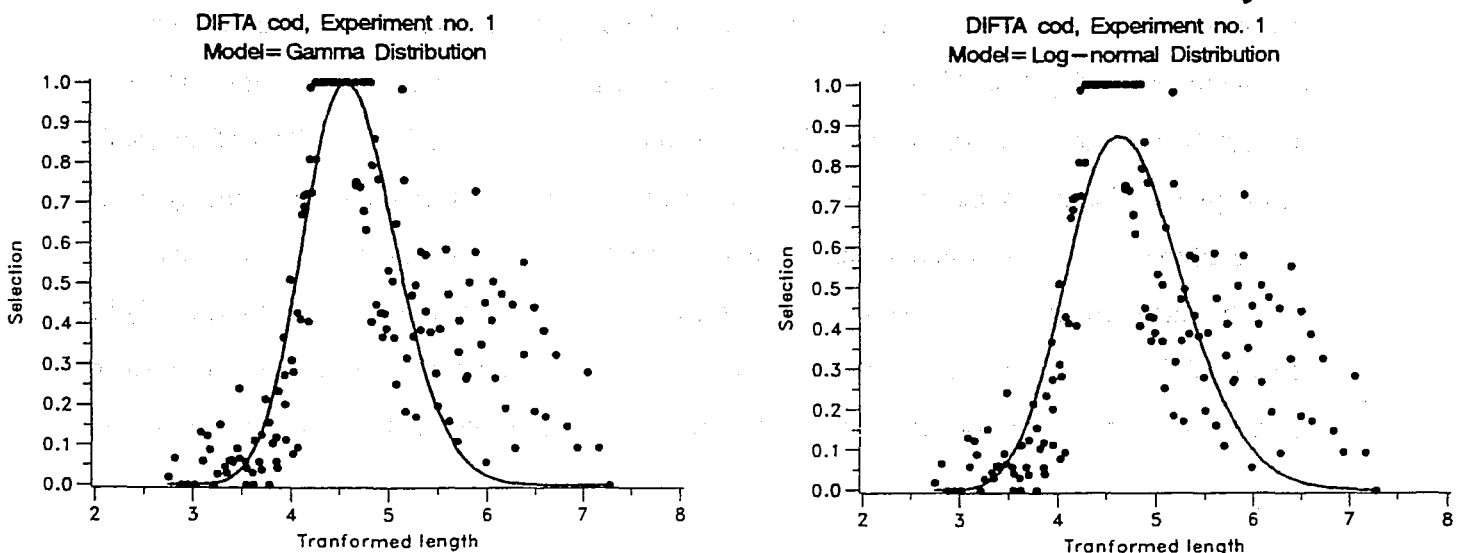 DIFTA cod, Experiment no. 1
Model=Gamma Distribution
1.0
0.9
0.8
0.7
0.6
0.5
0.4
0.3
0.2
0.1
0.0
Selection
2 3 4 5 6 7 8
Tranformed length
DIFTA cod, Experiment no. 1
Model=Log-normal Distribution
1.0
0.9
0.8
0.7
0.6
0.5
0.4
0.3
0.2
0.1
0.0
Selection
2 3 4 5 6 7 8
Tranformed length